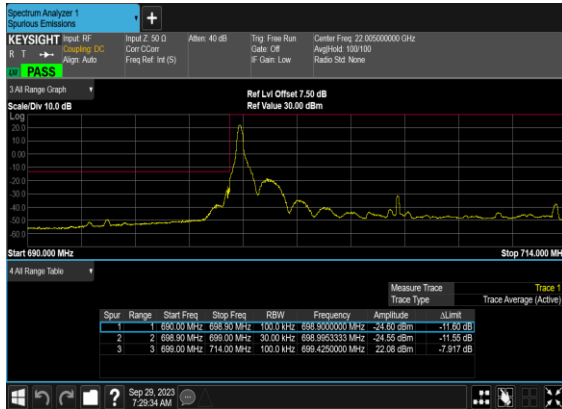 Spectrum Analyzer 1
Spurious Emissions
+
KEYSIGHT Input: RF Input Z: 50 Ω Atten: 40 dB Trig: Free Run Center Freq: 22.005000000 GHz
R T Coupling: DC Corr CCorr Gate: Off Avg|Hold: 100/100
Align: Auto Freq Ref: Int (S) IF Gain: Low Radio Std: None
PASS
3 All Range Graph
Ref Lvl Offset 7.50 dB
Scale/Div 10.0 dB Ref Value 30.00 dBm
Log
20.0
10.0
0.00
-10.0
-20.0
-30.0
-40.0
-50.0
-60.0
Start 690.000 MHz Stop 714.000 MHz
4 All Range Table
Measure Trace Trace 1
Trace Type Trace Average (Active)
Spur Range Start Freq Stop Freq RBW Frequency Amplitude ΔLimit
1 1 690.00 MHz 698.90 MHz 100.0 kHz 698.9000000 MHz -24.60 dBm -11.60 dB
2 2 698.90 MHz 699.00 MHz 30.00 kHz 698.9953333 MHz -24.55 dBm -11.55 dB
3 3 699.00 MHz 714.00 MHz 100.0 kHz 699.4250000 MHz 22.08 dBm -7.917 dB
? Sep 29, 2023
7:29:34 AM